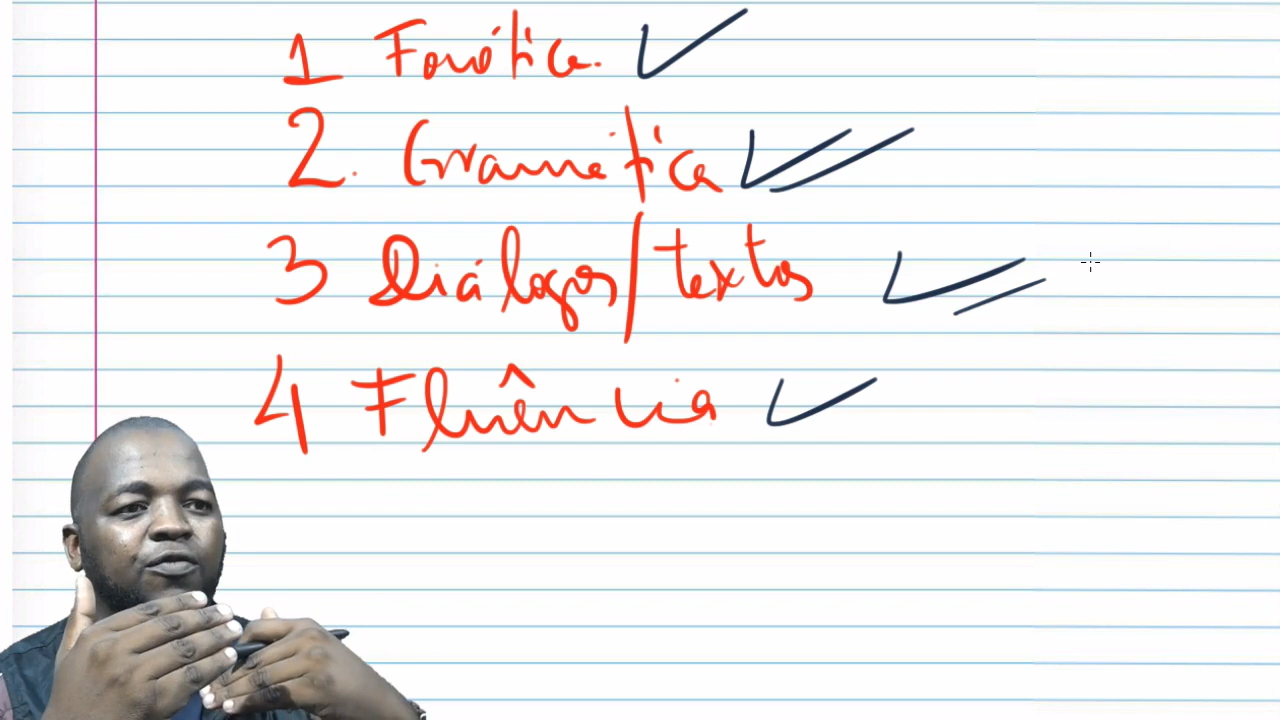 1 Fonética.
2. Gramática
3 Diálogos/textos
4 Fluência